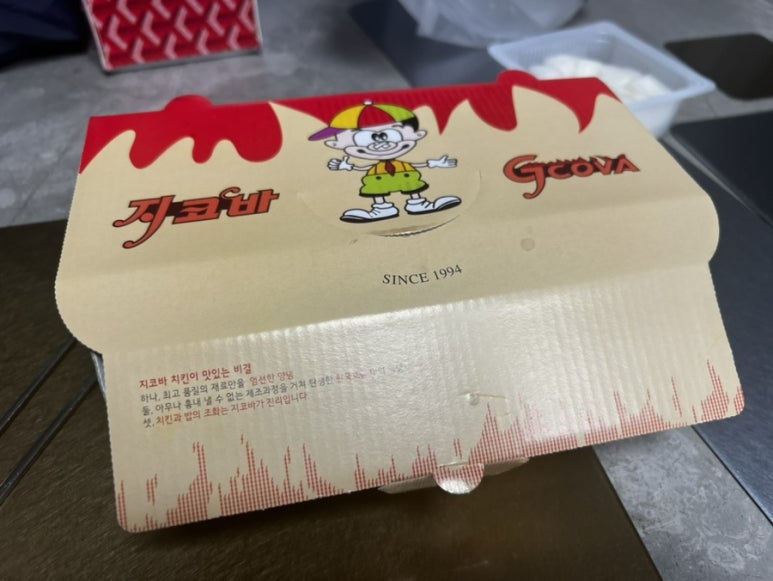 지코바
GCOVA
SINCE 1994
지코바 치킨이 맛있는 비결
하나, 최고 품질의 재료만을 엄선한 양념
둘, 아무나 흉내 낼 수 없는 제조과정을 거쳐 탄생한
셋, 치킨과 밥의 조화는 지코바가 진리입니다